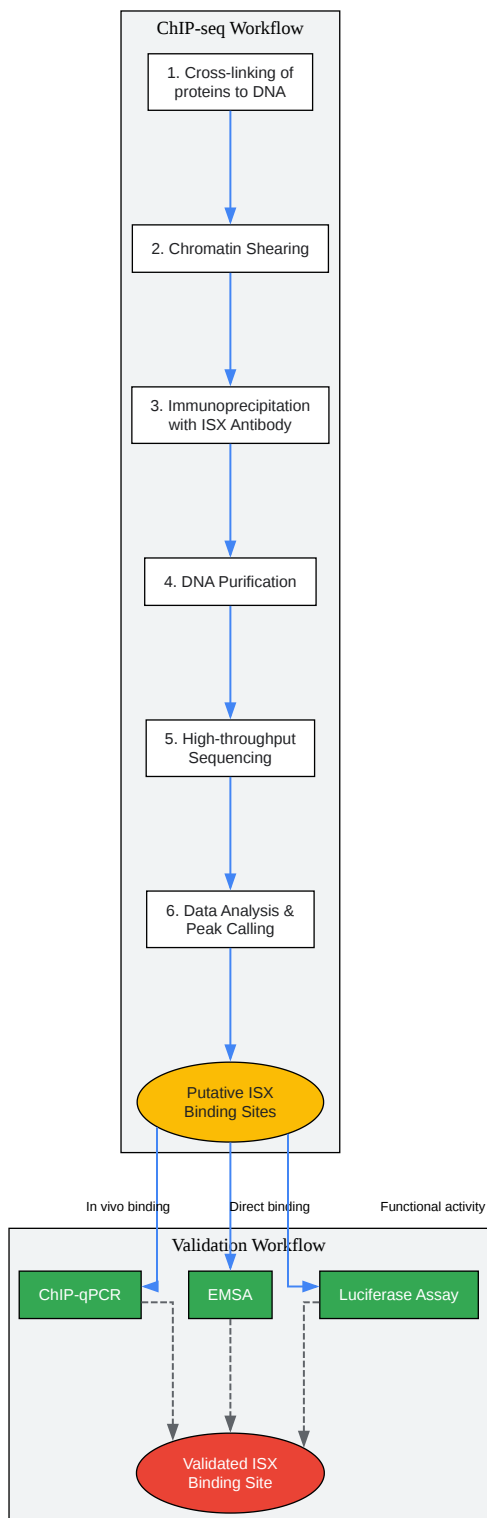 ChIP-seq Workflow
1. Cross-linking of
proteins to DNA
2. Chromatin Shearing
3. Immunoprecipitation
with ISX Antibody
4. DNA Purification
5. High-throughput
Sequencing
6. Data Analysis &
Peak Calling
Putative ISX
Binding Sites
In vivo binding
Direct binding
Functional activity
Validation Workflow
ChIP-qPCR
EMSA
Luciferase Assay
Validated ISX
Binding Site